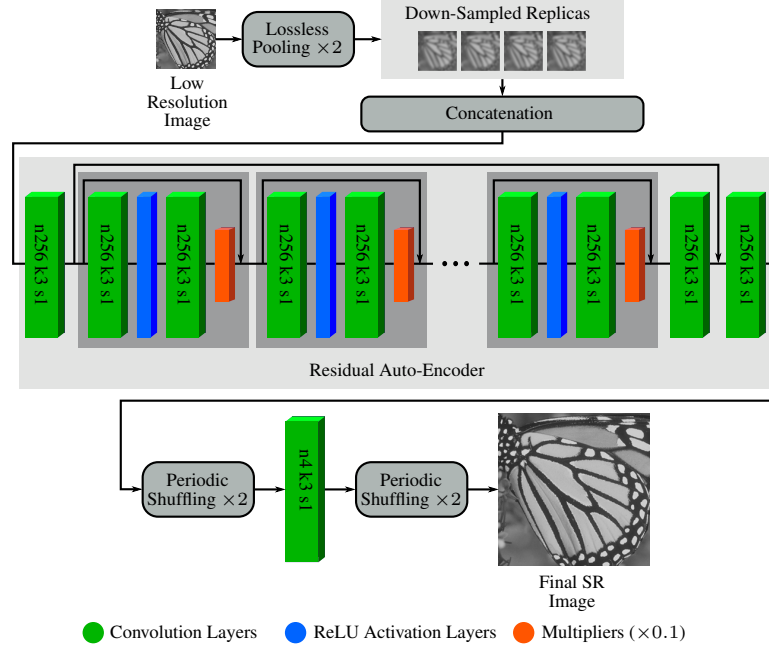 Lossless
Pooling ×2
Down-Sampled Replicas
Low
Resolution
Image
Concatenation
n256 k3 s1
n256 k3 s1
n256 k3 s1
n256 k3 s1
n256 k3 s1
n256 k3 s1
n256 k3 s1
n256 k3 s1
n256 k3 s1
Residual Auto-Encoder
Periodic
Shuffling ×2
n4 k3 s1
Periodic
Shuffling ×2
Final SR
Image
Convolution Layers
ReLU Activation Layers
Multipliers (×0.1)